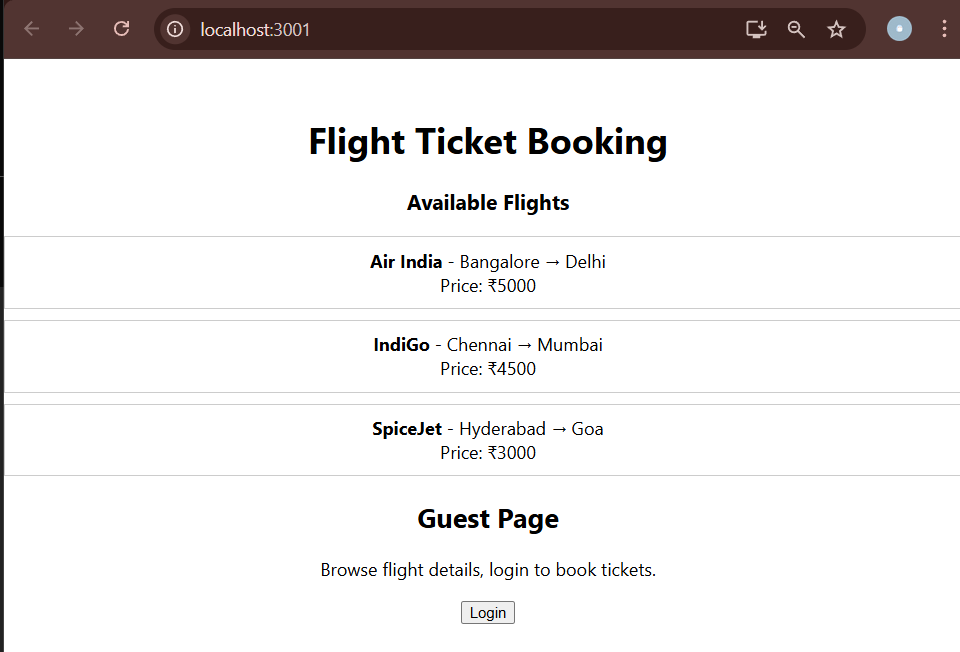 localhost:3001
Flight Ticket Booking
Available Flights
Air India - Bangalore → Delhi
Price: ₹5000
IndiGo - Chennai → Mumbai
Price: ₹4500
SpiceJet - Hyderabad → Goa
Price: ₹3000
Guest Page
Browse flight details, login to book tickets.
Login